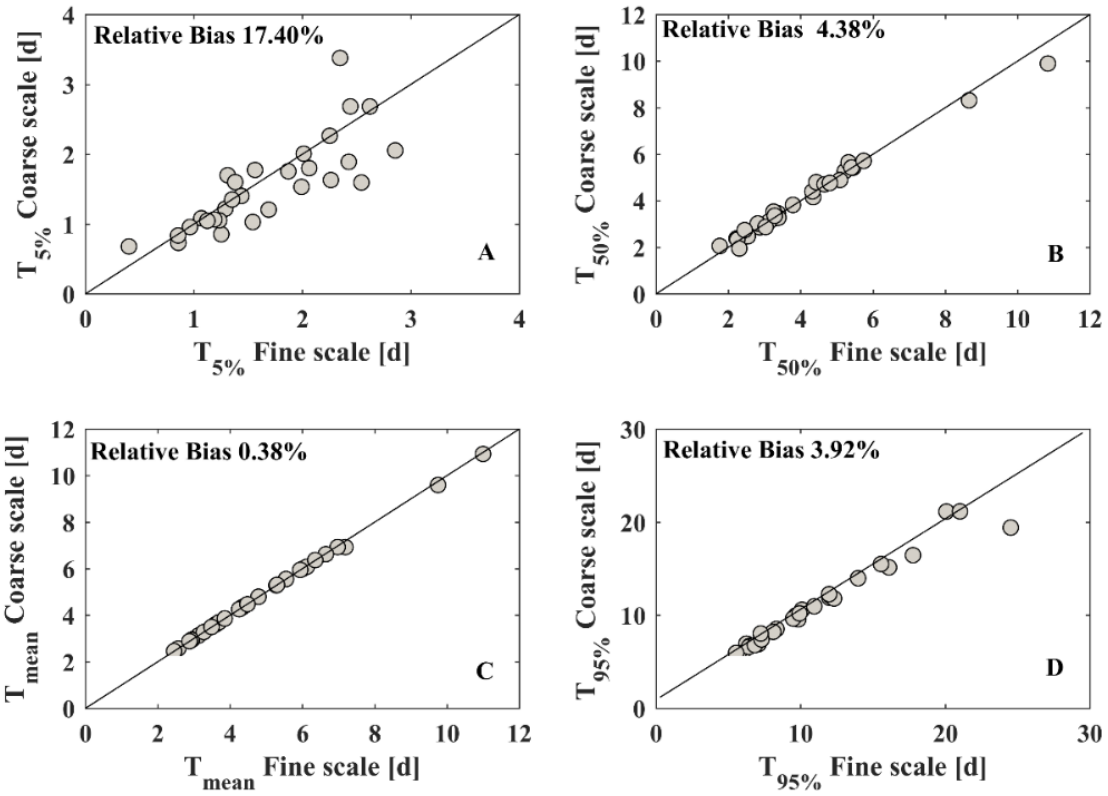 Relative Bias 17.40%
T5% Coarse scale [d]
4
3
2
1
0
A
0 1 2 3 4
T5% Fine scale [d]
Relative Bias 4.38%
T50% Coarse scale [d]
12
10
8
6
4
2
0
B
0 2 4 6 8 10 12
T50% Fine scale [d]
Relative Bias 0.38%
Tmean Coarse scale [d]
12
10
8
6
4
2
0
C
0 2 4 6 8 10 12
Tmean Fine scale [d]
Relative Bias 3.92%
T95% Coarse scale [d]
30
20
10
0
D
0 10 20 30
T95% Fine scale [d]